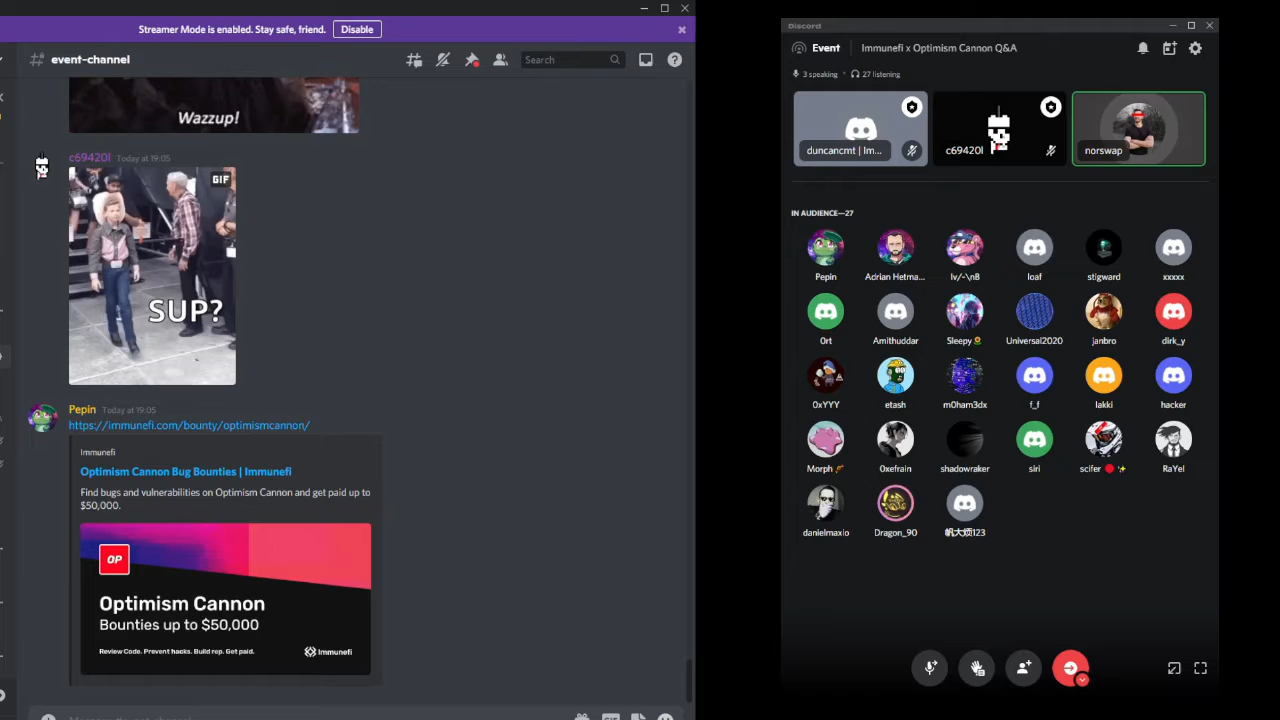 Streamer Mode is enabled. Stay safe, friend.
Disable
event-channel
Search
Wazzup!
c69420l Today at 19:05
GIF
SUP?
Pepin Today at 19:05
https://immunefi.com/bounty/optimismcannon/
Immunefi
Optimism Cannon Bug Bounties | Immunefi
Find bugs and vulnerabilities on Optimism Cannon and get paid up to
$50,000.
OP
Optimism Cannon
Bounties up to $50,000
Review Code. Prevent hacks. Build rep. Get paid.
Immunefi
Discord
Event
Immunefi x Optimism Cannon Q&A
3 speaking · 27 listening
duncancmt | Im...
c69420l
norswap
IN AUDIENCE—27
Pepin Adrian Hetma... loaf stigward xxxxx
0rt Amithuddar Sleepy🌻 Universal2020 janbro dirk_y
0xYYY etash m0ham3dx f_f lakki hacker
Morph 0xefrain shadowraker siri scifer 🔴✨ RaYel
danielmaxio Dragon_90